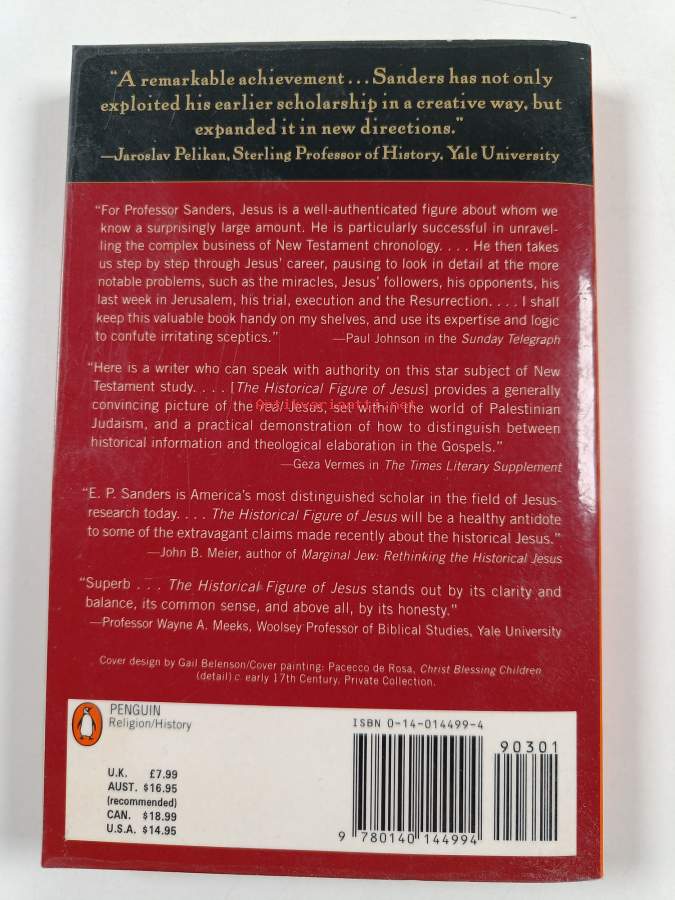 “A remarkable achievement... Sanders has not only
exploited his earlier scholarship in a creative way, but
expanded it in new directions.”
—Jaroslav Pelikan, Sterling Professor of History, Yale University
“For Professor Sanders, Jesus is a well-authenticated figure about whom we
know a surprisingly large amount. He is particularly successful in unravel-
ling the complex business of New Testament chronology. . . . He then takes
us step by step through Jesus’ career, pausing to look in detail at the more
notable problems, such as the miracles, Jesus’ followers, his opponents, his
last week in Jerusalem, his trial, execution and the Resurrection. . . . I shall
keep this valuable book handy on my shelves, and use its expertise and logic
to confute irritating sceptics.” —Paul Johnson in the Sunday Telegraph
“Here is a writer who can speak with authority on this star subject of New
Testament study. . . . [The Historical Figure of Jesus] provides a generally
convincing picture of the real Jesus, set within the world of Palestinian
Antikvariaatti.net
Judaism, and a practical demonstration of how to distinguish between
historical information and theological elaboration in the Gospels.”
—Geza Vermes in The Times Literary Supplement
“E. P. Sanders is America’s most distinguished scholar in the field of Jesus-
research today. . . . The Historical Figure of Jesus will be a healthy antidote
to some of the extravagant claims made recently about the historical Jesus.”
—John B. Meier, author of Marginal Jew: Rethinking the Historical Jesus
“Superb . . . The Historical Figure of Jesus stands out by its clarity and
balance, its common sense, and above all, by its honesty.”
—Professor Wayne A. Meeks, Woolsey Professor of Biblical Studies, Yale University
Cover design by Gail Belenson/Cover painting: Pacecco de Rosa, Christ Blessing Children
(detail) c. early 17th Century, Private Collection.
PENGUIN
Religion/History
U.K. £7.99
AUST. $16.95
(recommended)
CAN. $18.99
U.S.A. $14.95
ISBN 0-14-014499-4
90301
9 780140 144994